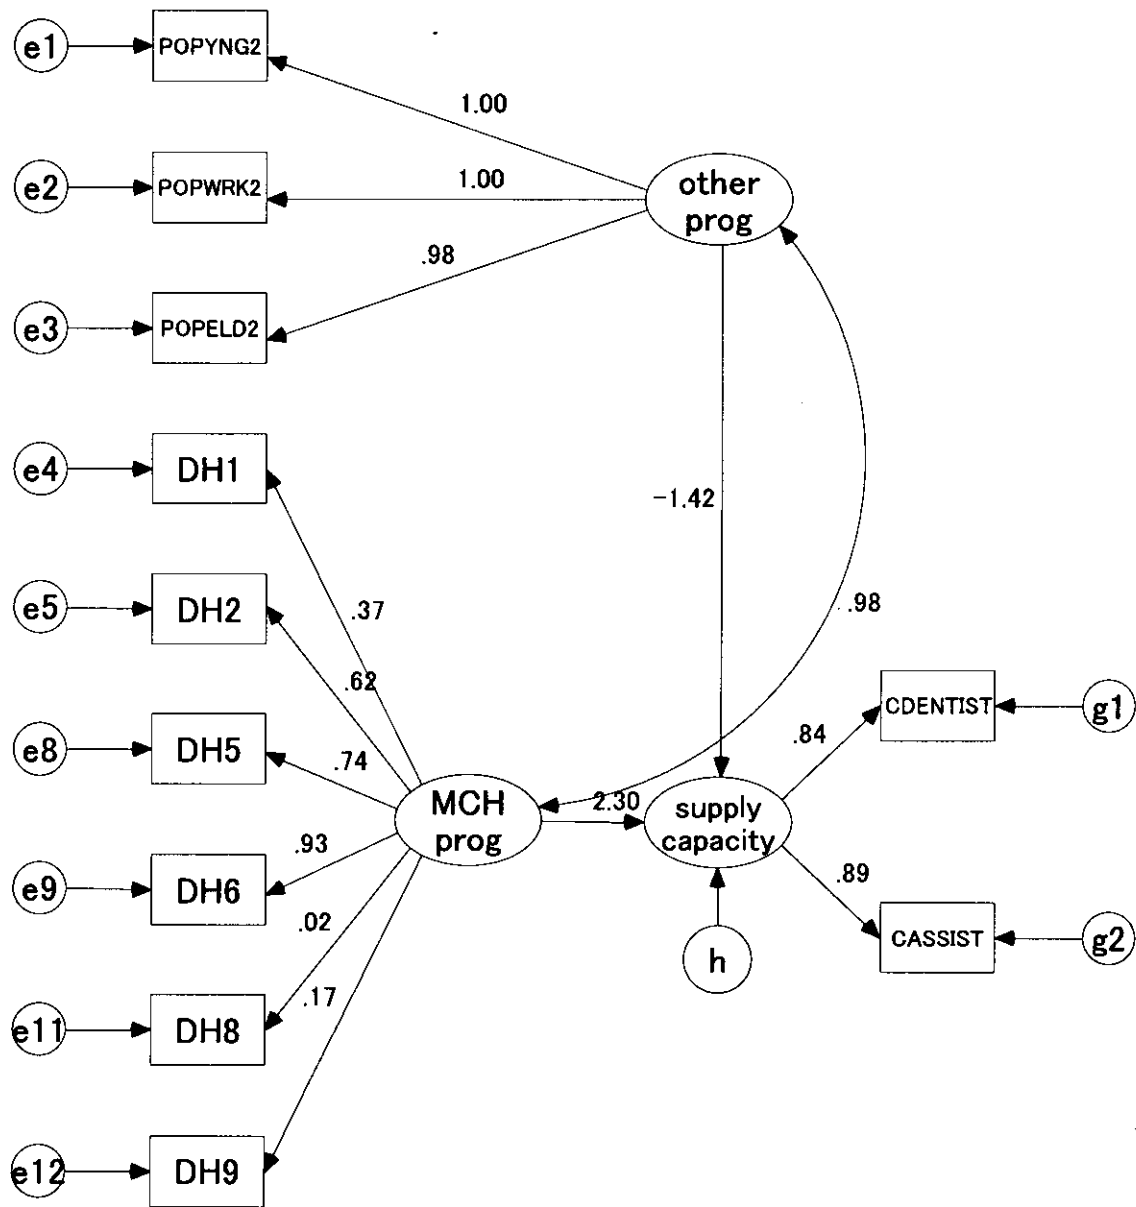 e1
POPYNG2
1.00
e2
POPWRK2
1.00
other
prog
.98
e3
POPELD2
e4
DH1
-1.42
.37
.98
e5
DH2
.62
CDENTIST
g1
.84
e8
DH5
.74
MCH
prog
2.30
supply
capacity
.93
.89
e9
DH6
.02
CASSIST
g2
h
.17
e11
DH8
e12
DH9